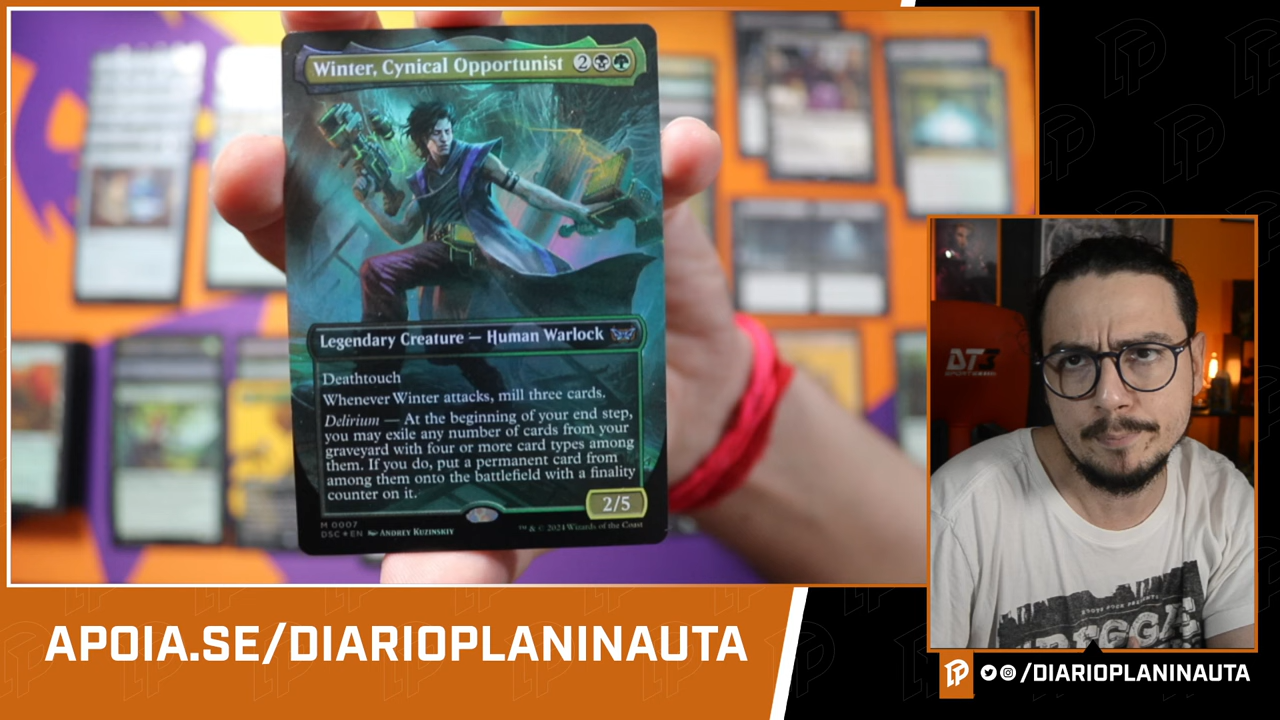 Winter, Cynical Opportunist 2
Legendary Creature — Human Warlock
Deathtouch
Whenever Winter attacks, mill three cards.
Delirium — At the beginning of your end step,
you may exile any number of cards from your
graveyard with four or more card types among
them. If you do, put a permanent card from
among them onto the battlefield with a finality
counter on it.
2/5
M 0007
DSC★EN ANDREY KUZINSKIY
™ & © 2024 Wizards of the Coast
DT3
SPORTS
APOIA.SE/DIARIOPLANINAUTA
/DIARIOPLANINAUTA